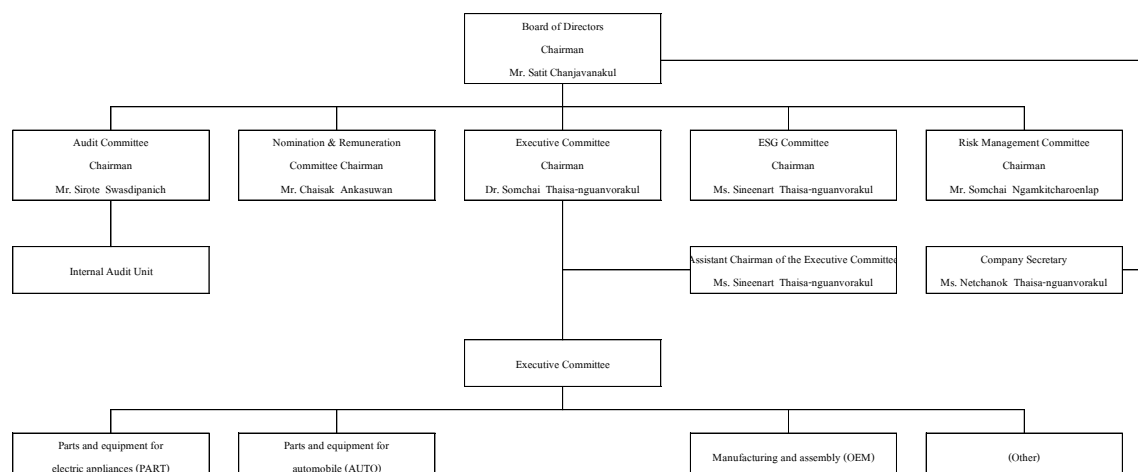 Board of Directors
Chairman
Mr. Satit Chanjavanakul
Audit Committee
Chairman
Mr. Sirote Swasdipanich
Nomination & Remuneration
Committee Chairman
Mr. Chaisak Ankasuwan
Executive Committee
Chairman
Dr. Somchai Thaisa-nguanvorakul
ESG Committee
Chairman
Ms. Sineenart Thaisa-nguanvorakul
Risk Management Committee
Chairman
Mr. Somchai Ngamkitcharoenlap
Internal Audit Unit
Assistant Chairman of the Executive Committee
Ms. Sineenart Thaisa-nguanvorakul
Company Secretary
Ms. Netchanok Thaisa-nguanvorakul
Executive Committee
Parts and equipment for
electric appliances (PART)
Parts and equipment for
automobile (AUTO)
Manufacturing and assembly (OEM)
(Other)